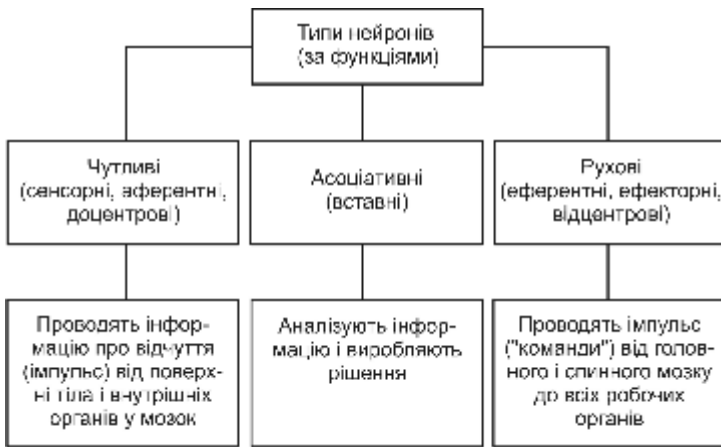 Типи нейронів
(за функціями)
Чутливі
(сенсорні, аферентні,
доцентрові)
Асоціативні
(вставні)
Рухові
(еферентні, ефекторні,
відцентрові)
Проводять інфор-
мацію про відчуття
(імпульс) від поверх-
ні тіла і внутрішніх
органів у мозок
Аналізують інфор-
мацію і виробляють
рішення
Проводять імпульс
("команди") від голов-
ного і спинного мозку
до всіх робочих
органів